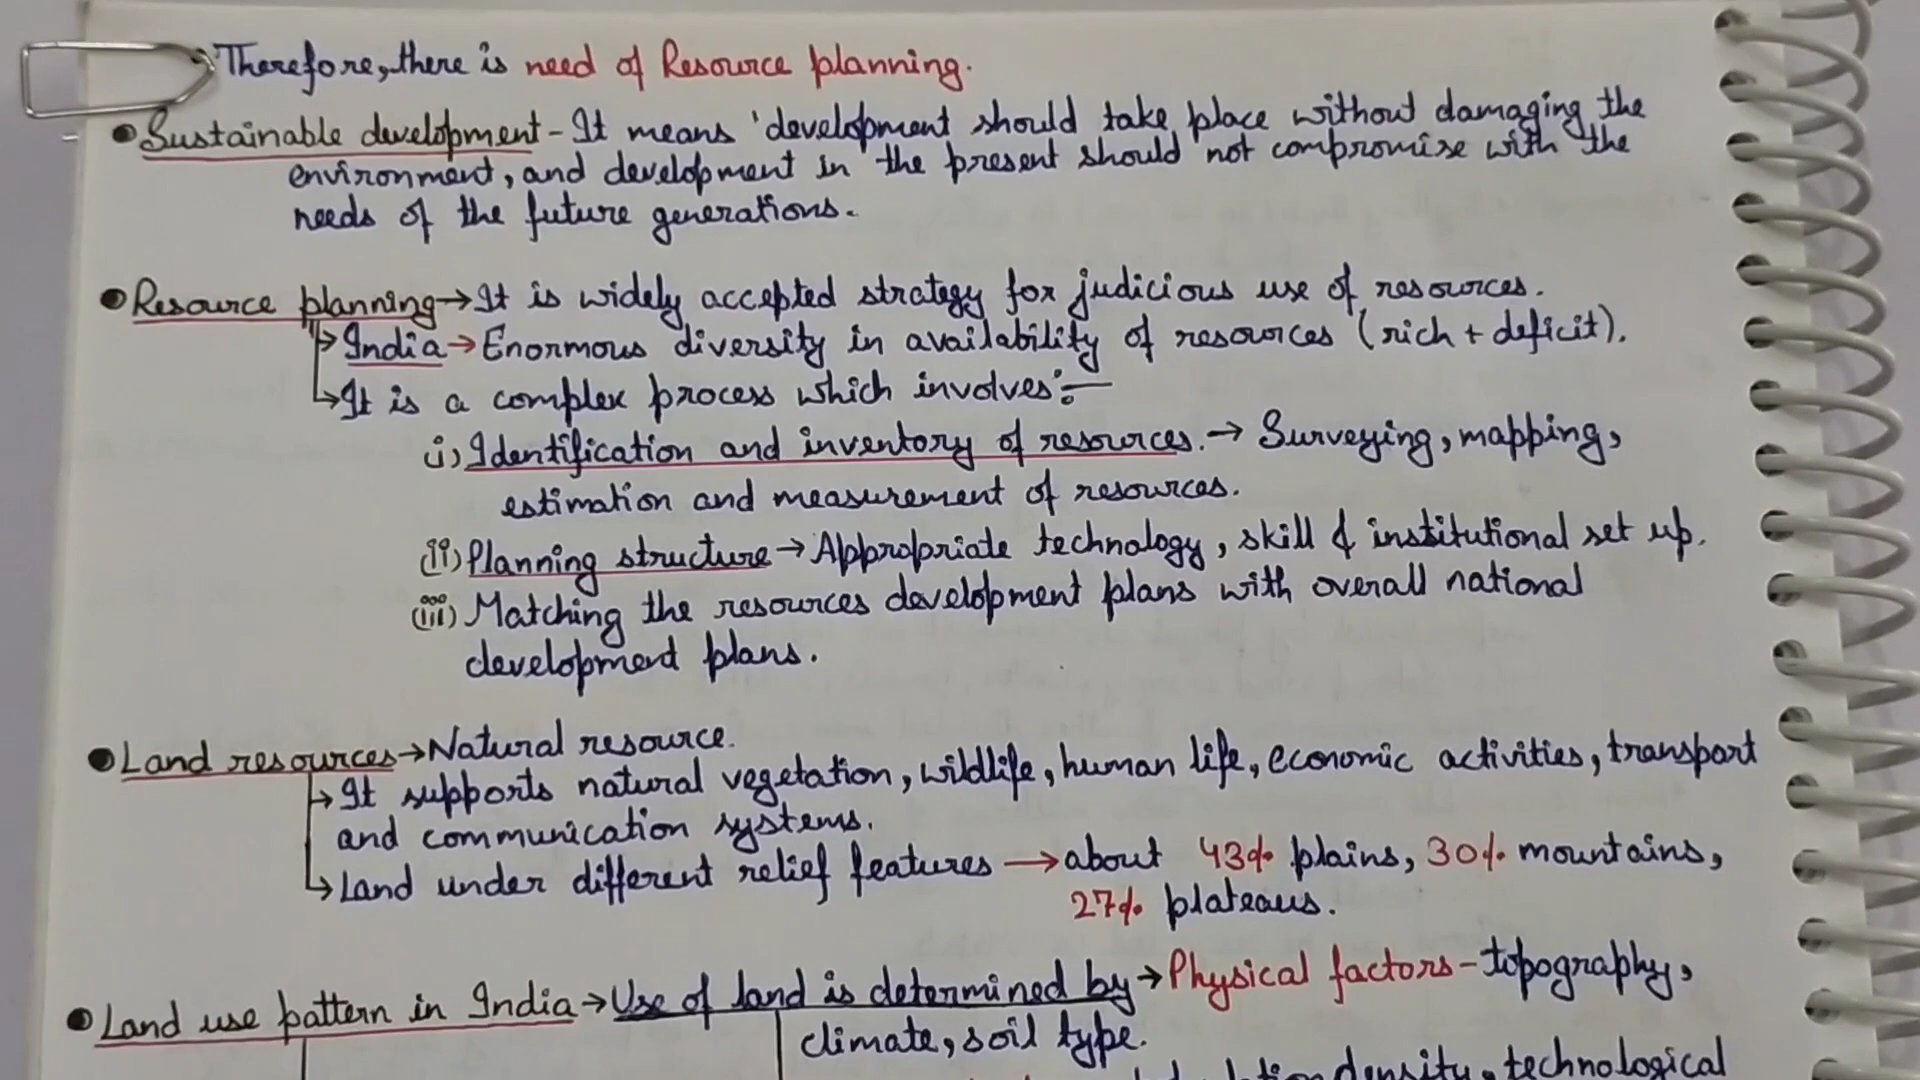 Therefore, there is need of Resource planning.
• Sustainable development - It means 'development should take place without damaging the
environment, and development in the present should not compromise with the
needs of the future generations.
• Resource planning → It is widely accepted strategy for judicious use of resources.
↳ India → Enormous diversity in availability of resources (rich + deficit).
↳ It is a complex process which involves :—
(i) Identification and inventory of resources. → Surveying, mapping,
estimation and measurement of resources.
(ii) Planning structure → Appropriate technology, skill & institutional set up.
(iii) Matching the resources development plans with overall national
development plans.
• Land resources → Natural resource.
↳ It supports natural vegetation, wildlife, human life, economic activities, transport
and communication systems.
↳ Land under different relief features → about 43% plains, 30% mountains,
27% plateaus.
• Land use pattern in India → Use of land is determined by → Physical factors - topography,
climate, soil type.
density, technological